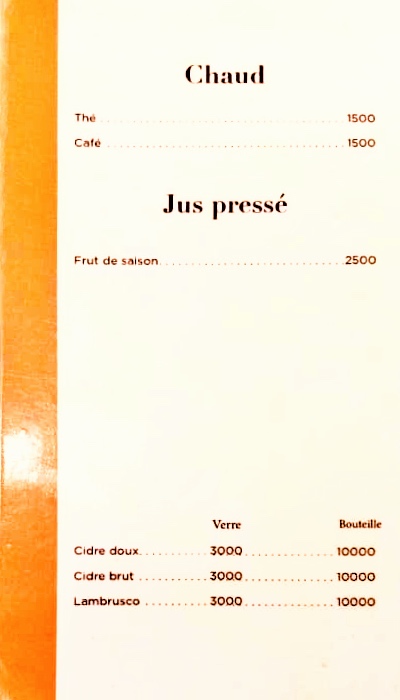 Chaud
Thé 1500
Café 1500
Jus pressé
Frut de saison 2500
Verre Bouteille
Cidre doux 3000 10000
Cidre brut 3000 10000
Lambrusco 3000 10000